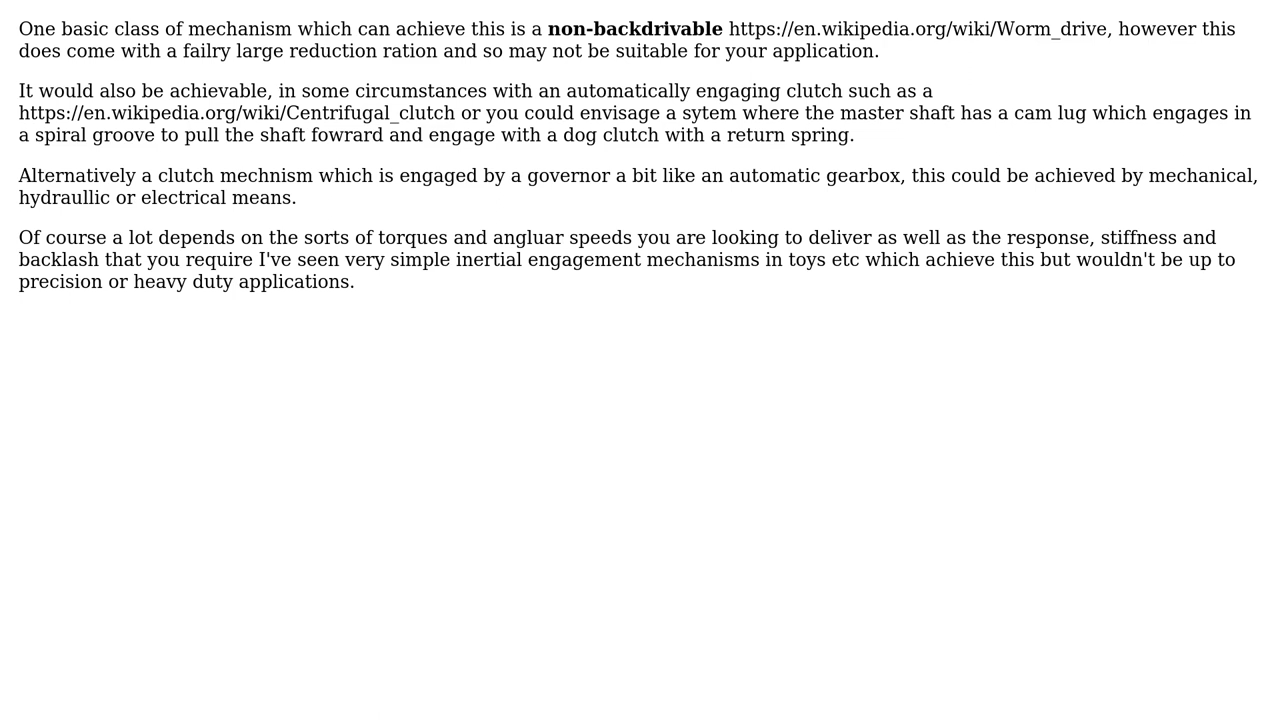 One basic class of mechanism which can achieve this is a non-backdrivable https://en.wikipedia.org/wiki/Worm_drive, however this
does come with a failry large reduction ration and so may not be suitable for your application.
It would also be achievable, in some circumstances with an automatically engaging clutch such as a
https://en.wikipedia.org/wiki/Centrifugal_clutch or you could envisage a sytem where the master shaft has a cam lug which engages in
a spiral groove to pull the shaft fowrard and engage with a dog clutch with a return spring.
Alternatively a clutch mechnism which is engaged by a governor a bit like an automatic gearbox, this could be achieved by mechanical,
hydraullic or electrical means.
Of course a lot depends on the sorts of torques and angluar speeds you are looking to deliver as well as the response, stiffness and
backlash that you require I've seen very simple inertial engagement mechanisms in toys etc which achieve this but wouldn't be up to
precision or heavy duty applications.